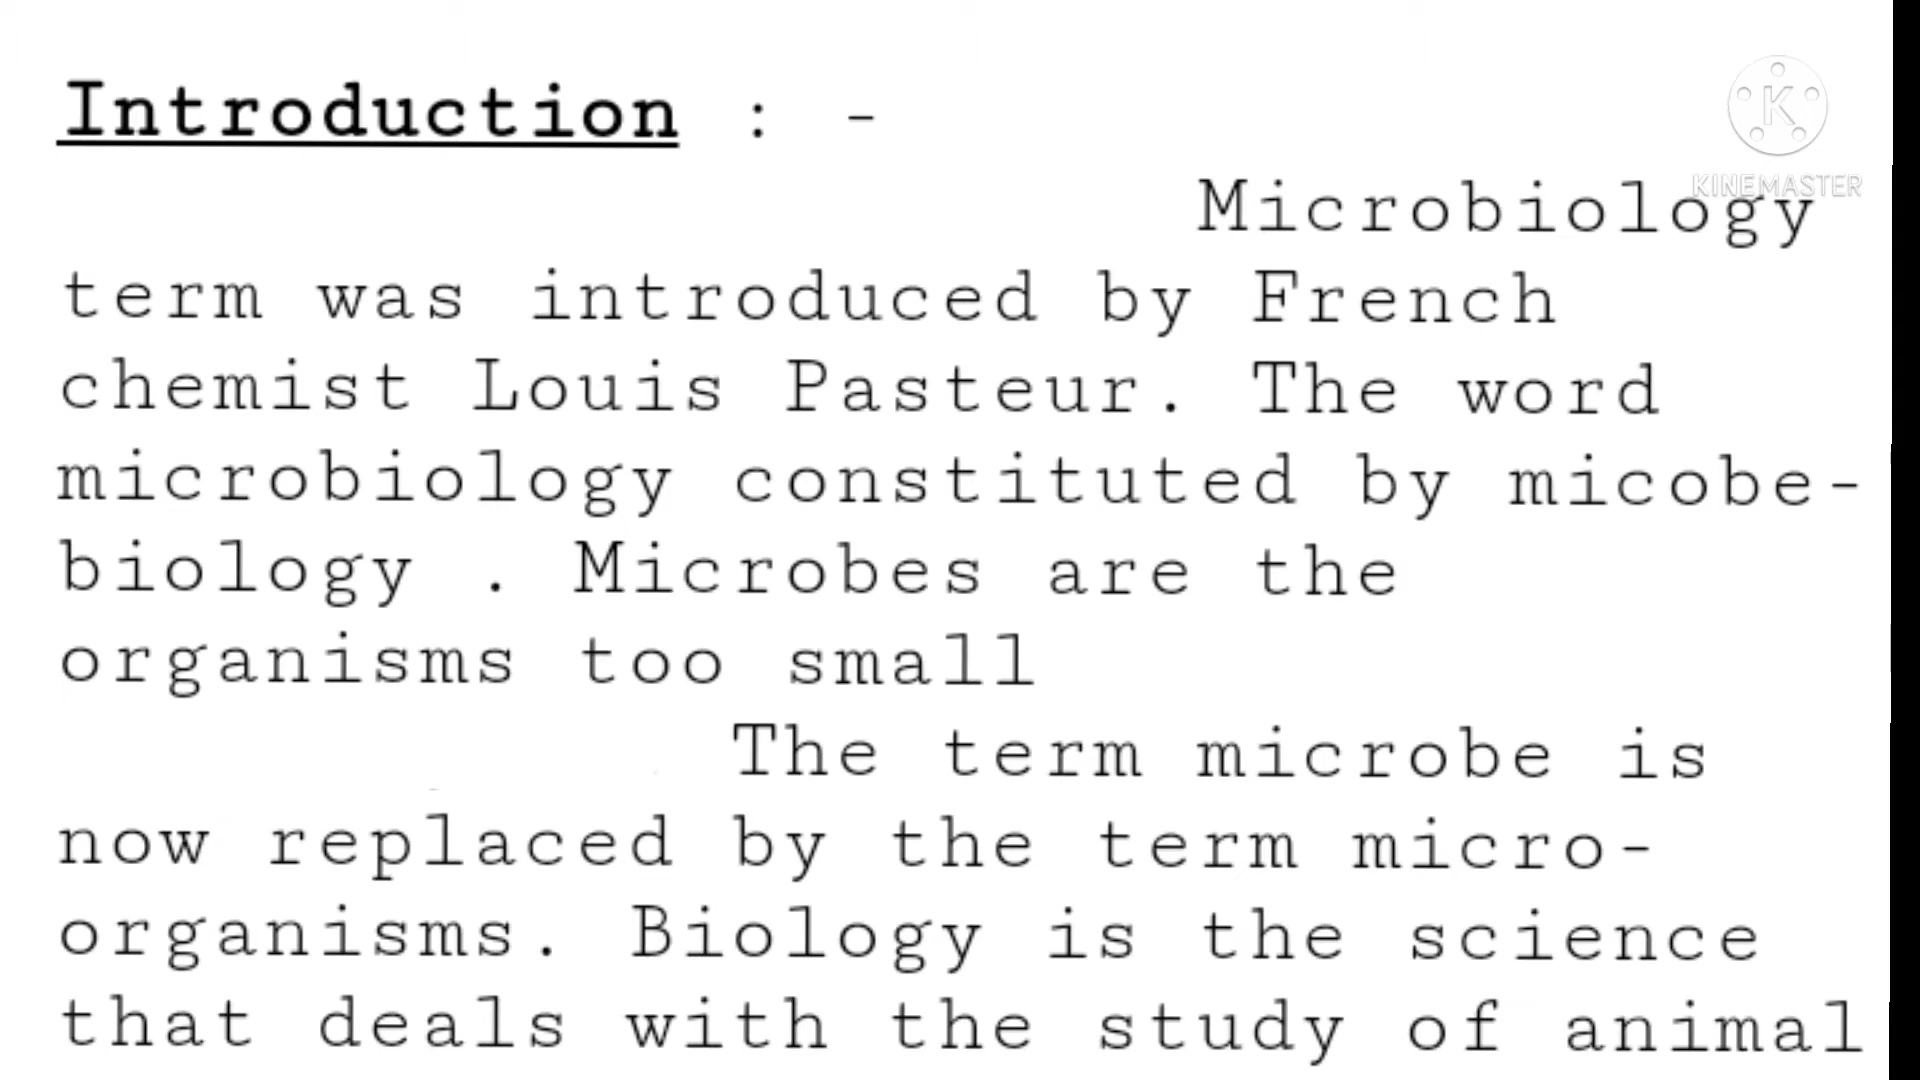 Introduction : -
K
KINEMASTER
Microbiology
term was introduced by French
chemist Louis Pasteur. The word
microbiology constituted by micobe-
biology . Microbes are the
organisms too small
The term microbe is
now replaced by the term micro-
organisms. Biology is the science
that deals with the study of animal